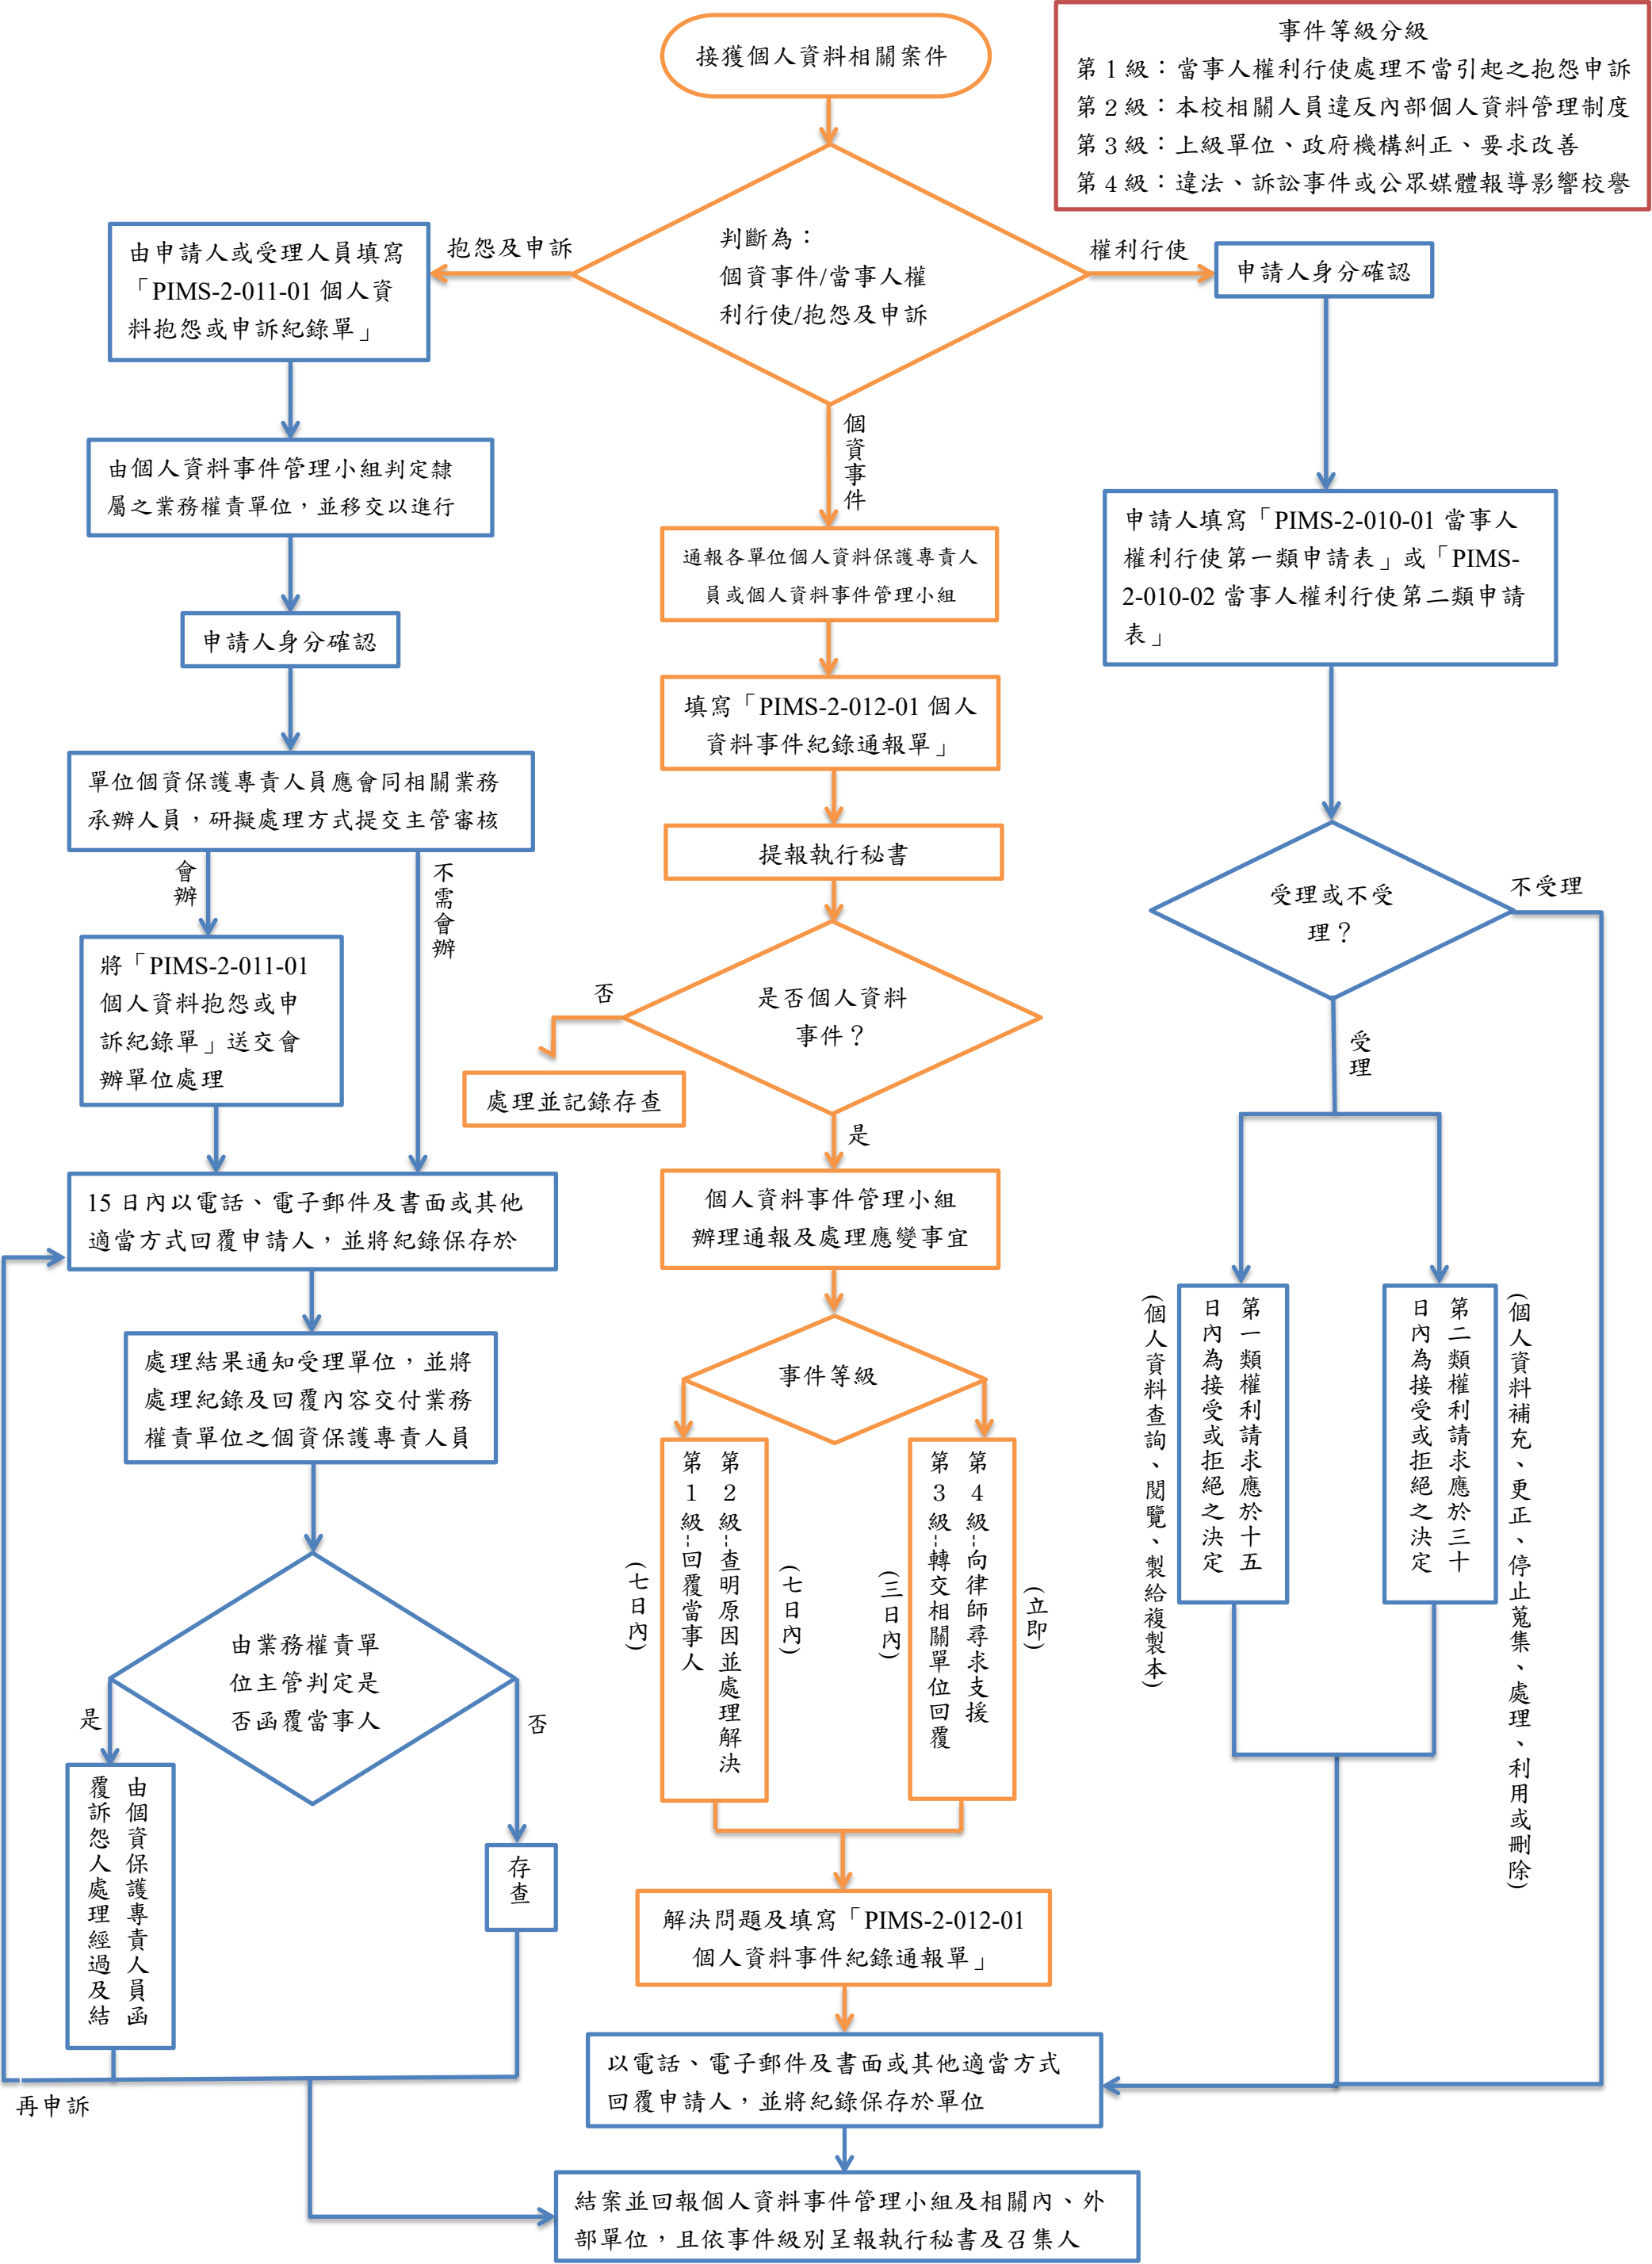 接獲個人資料相關案件
事件等級分級
第 1 級：當事人權利行使處理不當引起之抱怨申訴
第 2 級：本校相關人員違反內部個人資料管理制度
第 3 級：上級單位、政府機構糾正、要求改善
第 4 級：違法、訴訟事件或公眾媒體報導影響校譽
判斷為：
個資事件/當事人權
利行使/抱怨及申訴
抱怨及申訴
權利行使
個資事件
由申請人或受理人員填寫
「PIMS-2-011-01 個人資
料抱怨或申訴紀錄單」
由個人資料事件管理小組判定隸
屬之業務權責單位，並移交以進行
申請人身分確認
單位個資保護專責人員應會同相關業務
承辦人員，研擬處理方式提交主管審核
會辦
不需會辦
將「PIMS-2-011-01
個人資料抱怨或申
訴紀錄單」送交會
辦單位處理
15 日內以電話、電子郵件及書面或其他
適當方式回覆申請人，並將紀錄保存於
處理結果通知受理單位，並將
處理紀錄及回覆內容交付業務
權責單位之個資保護專責人員
由業務權責單
位主管判定是
否函覆當事人
是
否
由個資保護專責人員函
覆訴怨人處理經過及結
存查
再申訴
通報各單位個人資料保護專責人
員或個人資料事件管理小組
填寫「PIMS-2-012-01 個人
資料事件紀錄通報單」
提報執行秘書
是否個人資料
事件？
否
處理並記錄存查
是
個人資料事件管理小組
辦理通報及處理應變事宜
事件等級
第 1 級--回覆當事人
(七日內)
第 2 級--查明原因並處理解決
(七日內)
第 3 級--轉交相關單位回覆
(三日內)
第 4 級--向律師尋求支援
(立即)
解決問題及填寫「PIMS-2-012-01
個人資料事件紀錄通報單」
申請人身分確認
申請人填寫「PIMS-2-010-01 當事人
權利行使第一類申請表」或「PIMS-
2-010-02 當事人權利行使第二類申請
表」
受理或不受
理？
不受理
受理
第一類權利請求應於十五
日內為接受或拒絕之決定
(個人資料查詢、閱覽、製給複製本)
第二類權利請求應於三十
日內為接受或拒絕之決定
(個人資料補充、更正、停止蒐集、處理、利用或刪除)
以電話、電子郵件及書面或其他適當方式
回覆申請人，並將紀錄保存於單位
結案並回報個人資料事件管理小組及相關內、外
部單位，且依事件級別呈報執行秘書及召集人